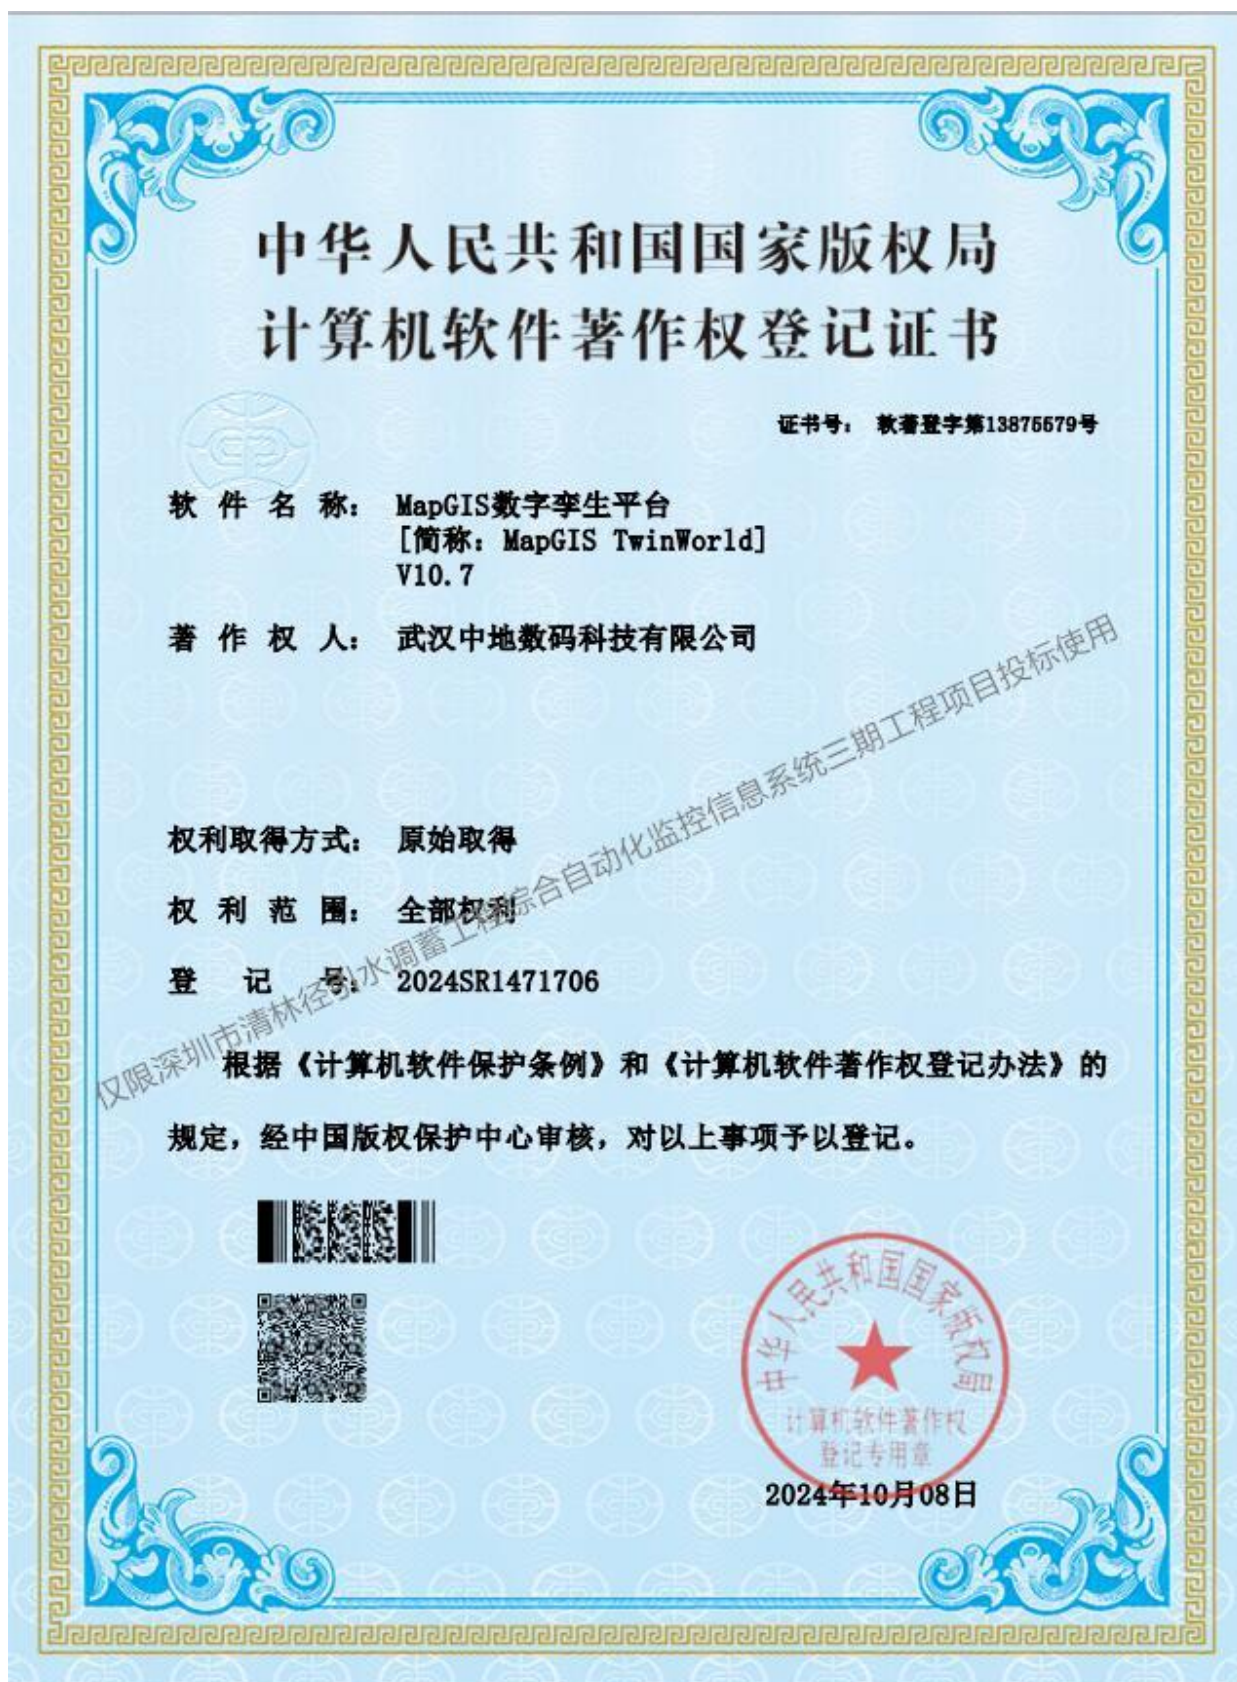 中华人民共和国国家版权局
计算机软件著作权登记证书
证书号： 软著登字第13875579号
软件名称： MapGIS数字孪生平台
[简称：MapGIS TwinWorld]
V10.7
著作权人： 武汉中地数码科技有限公司
权利取得方式： 原始取得
权利范围： 全部权利
登记号： 2024SR1471706
根据《计算机软件保护条例》和《计算机软件著作权登记办法》的
规定，经中国版权保护中心审核，对以上事项予以登记。
仅限深圳市清林径引水调蓄工程综合自动化监控信息系统三期工程项目投标使用
中华人民共和国国家版权局
计算机软件著作权
登记专用章
2024年10月08日